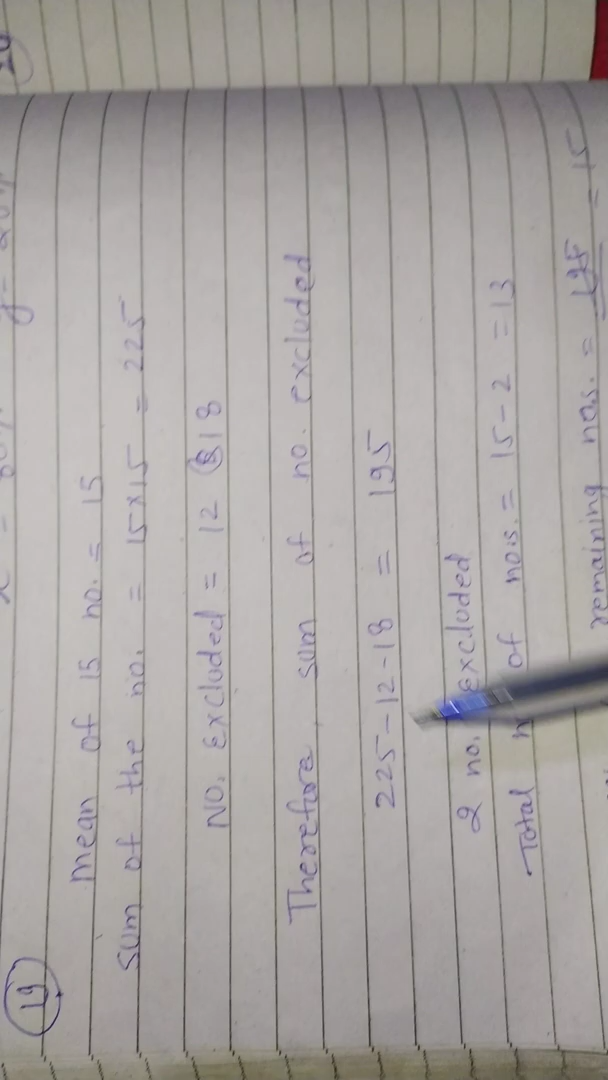 19
mean of 15 no. = 15
sum of the no. = 15×15 = 225
No. excluded = 12 & 18
Therefore, sum of no. excluded
225-12-18 = 195
2 no. excluded
Total of nos. = 15-2 = 13
remaining nos. = 195 = 15